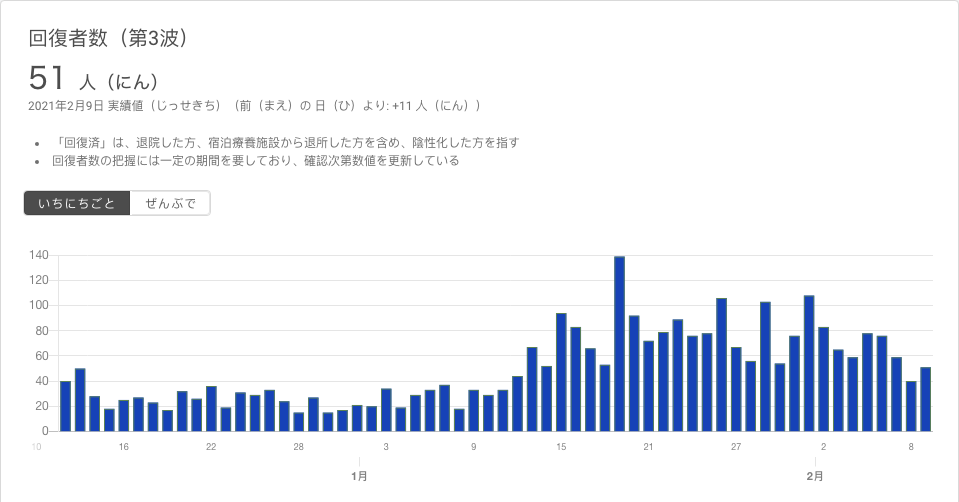 回復者数（第3波）
51 人（にん）
2021年2月9日 実績値（じっせきち）（前（まえ）の 日（ひ）より: +11 人（にん））
• 「回復済」は、退院した方、宿泊療養施設から退所した方を含め、陰性化した方を指す
• 回復者数の把握には一定の期間を要しており、確認次第数値を更新している
いちにちごと ぜんぶで
140
120
100
80
60
40
20
0
10 16 22 28 3 9 15 21 27 2 8
1月 2月